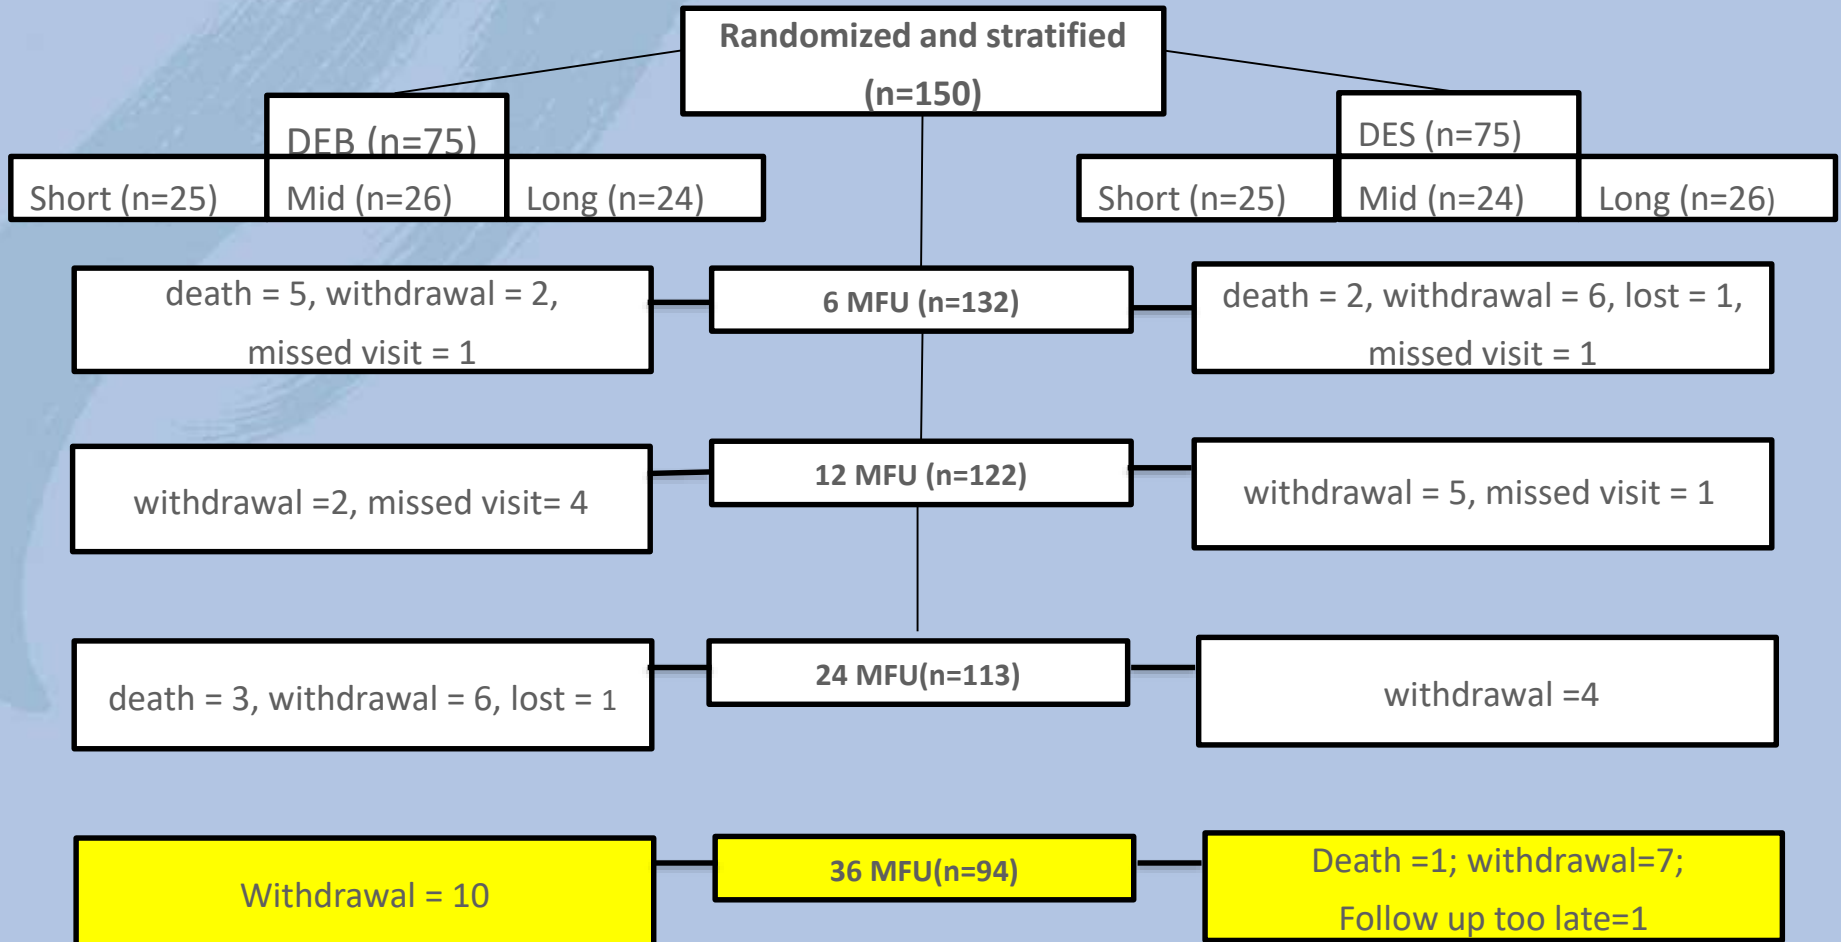 Randomized and stratified
(n=150)
DEB (n=75)
DES (n=75)
Short (n=25)
Mid (n=26)
Long (n=24)
Short (n=25)
Mid (n=24)
Long (n=26)
death = 5, withdrawal = 2,
missed visit = 1
6 MFU (n=132)
death = 2, withdrawal = 6, lost = 1,
missed visit = 1
withdrawal =2, missed visit= 4
12 MFU (n=122)
withdrawal = 5, missed visit = 1
death = 3, withdrawal = 6, lost = 1
24 MFU(n=113)
withdrawal =4
Withdrawal = 10
36 MFU(n=94)
Death =1; withdrawal=7;
Follow up too late=1